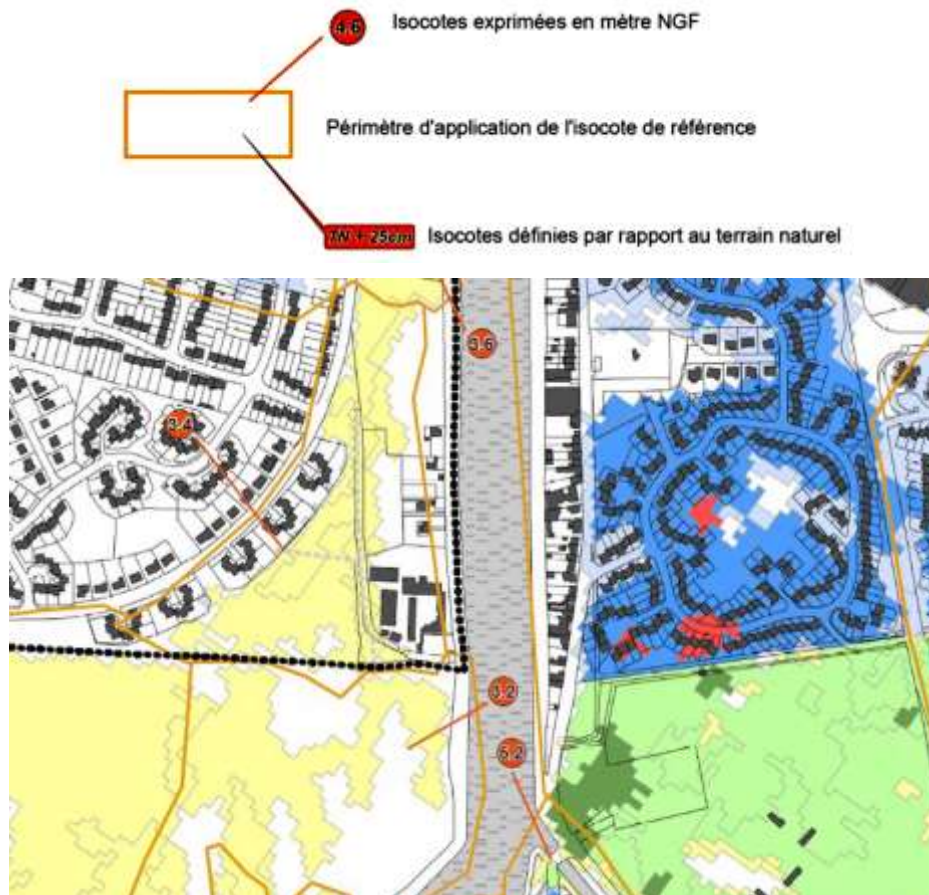 4.6 Isocotes exprimées en mètre NGF
Périmètre d'application de l'isocote de référence
TN + 25cm Isocotes définies par rapport au terrain naturel
3.6
3.4
3.2
5.2